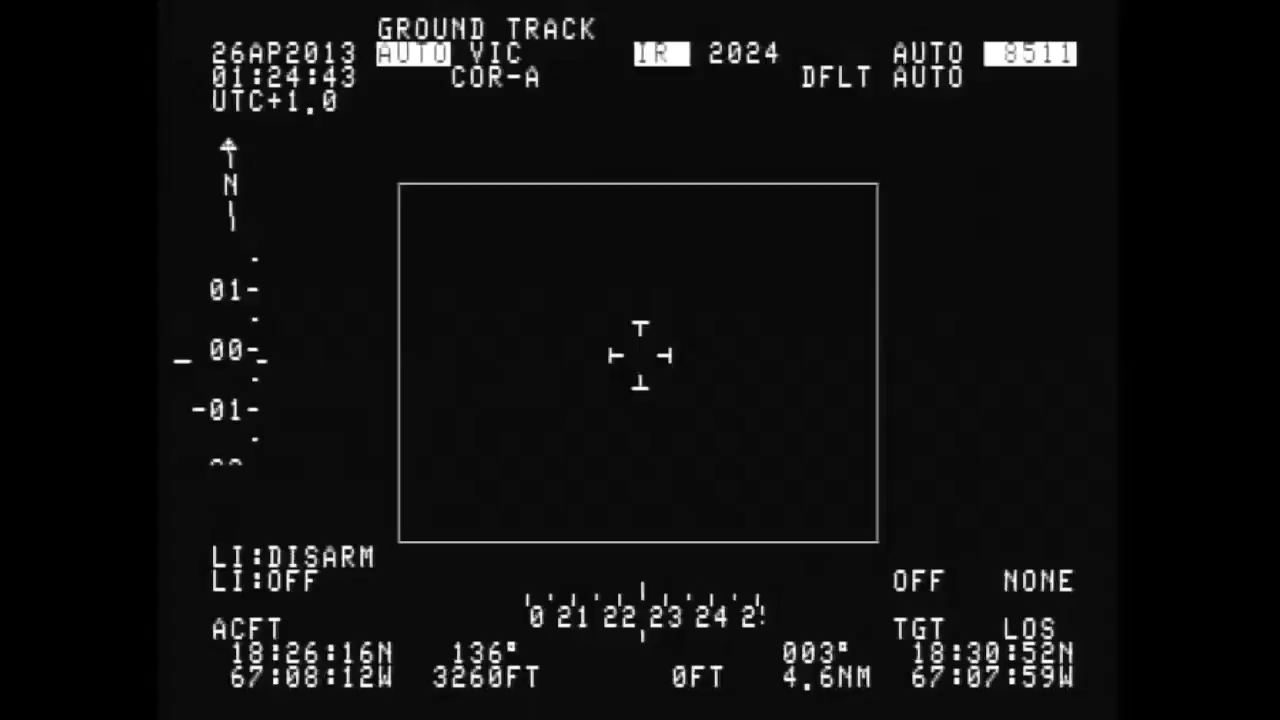 GROUND TRACK
26AP2013 AUTO VIC IR 2024 AUTO 8511
01:24:43 COR-A DFLT AUTO
UTC+1.0
N
01-
00-
-01-
LI:DISARM
LI:OFF OFF NONE
21 22 23 24
ACFT TGT LOS
18:26:16N 136° 003° 18:30:52N
67:08:12W 3260FT 0FT 4.6NM 67:07:59W